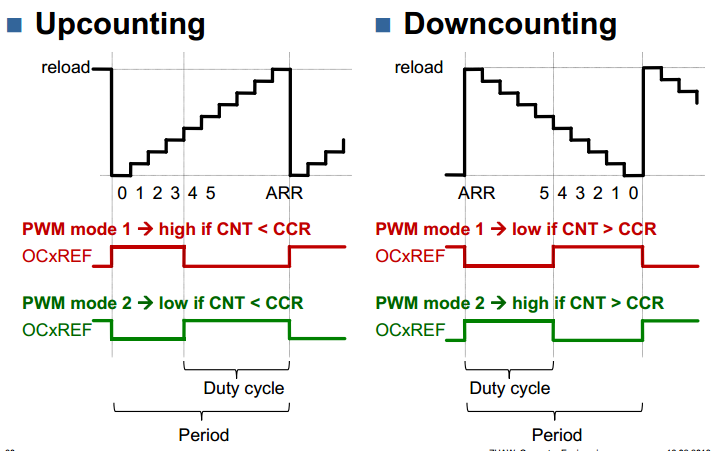 Upcounting
reload
0 1 2 3 4 5 ARR
PWM mode 1 → high if CNT < CCR
OCxREF
PWM mode 2 → low if CNT < CCR
OCxREF
Duty cycle
Period
Downcounting
reload
ARR 5 4 3 2 1 0
PWM mode 1 → low if CNT > CCR
OCxREF
PWM mode 2 → high if CNT > CCR
OCxREF
Duty cycle
Period